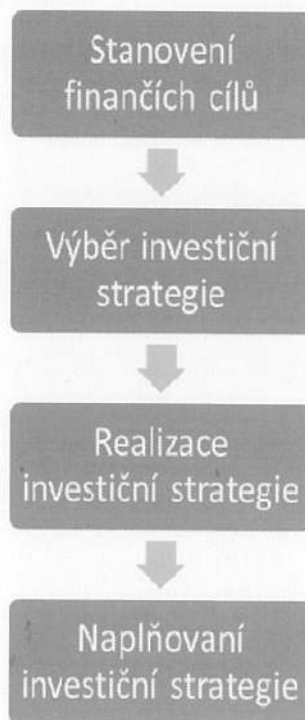 Stanovení
finančích cílů
Výběr investiční
strategie
Realizace
investiční strategie
Naplňovaní
investiční strategie